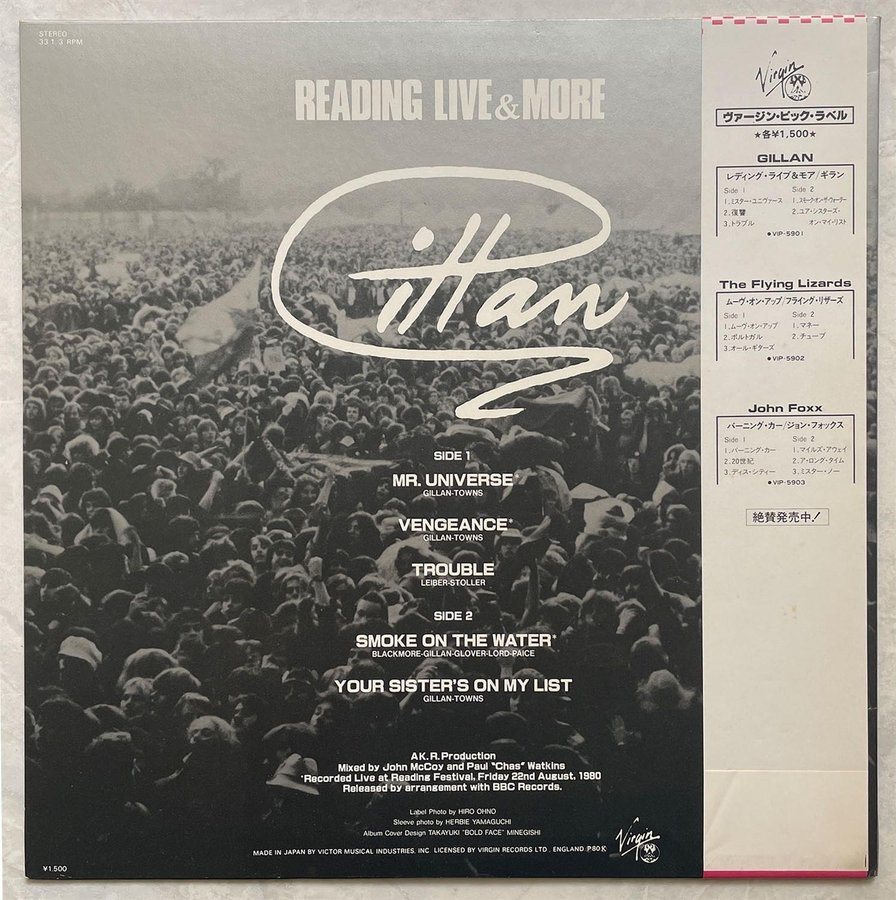 STEREO
33 1 3 RPM
READING LIVE & MORE
Gillan
SIDE 1
MR. UNIVERSE*
GILLAN-TOWNS
VENGEANCE*
GILLAN-TOWNS
TROUBLE
LEIBER-STOLLER
SIDE 2
SMOKE ON THE WATER*
BLACKMORE-GILLAN-GLOVER-LORD-PAICE
YOUR SISTER'S ON MY LIST
GILLAN-TOWNS
A K. R. Production
Mixed by John McCoy and Paul "Chas" Watkins
*Recorded Live at Reading Festival, Friday 22nd August, 1980
Released by arrangement with BBC Records.
Label Photo by HIRO OHNO
Sleeve photo by HERBIE YAMAGUCHI
Album Cover Design TAKAYUKI "BOLD FACE" MINEGISHI
MADE IN JAPAN BY VICTOR MUSICAL INDUSTRIES, INC. LICENSED BY VIRGIN RECORDS LTD., ENGLAND P80 K
Virgin
¥1,500
Virgin
ヴァージン・ビック・ラベル
★各¥1,500★
GILLAN
レディング・ライブ&モア/ギラン
Side 1 Side 2
1.ミスター・ユニヴァース 1.スモーク・オン・ザ・ウォーター
2.復讐 2.ユア・シスターズ・
3.トラブル オン・マイ・リスト
●VIP-5901
The Flying Lizards
ムーヴ・オン・アップ/フライング・リザーズ
Side 1 Side 2
1.ムーヴ・オン・アップ 1.マネー
2.ポルトガル 2.チューブ
3.オール・ギターズ
●VIP-5902
John Foxx
バーニング・カー/ジョン・フォックス
Side 1 Side 2
1.バーニング・カー 1.マイルズ・アウェイ
2.20世紀 2.ア・ロング・タイム
3.ディス・シティー 3.ミスター・ノー
●VIP-5903
絶賛発売中!